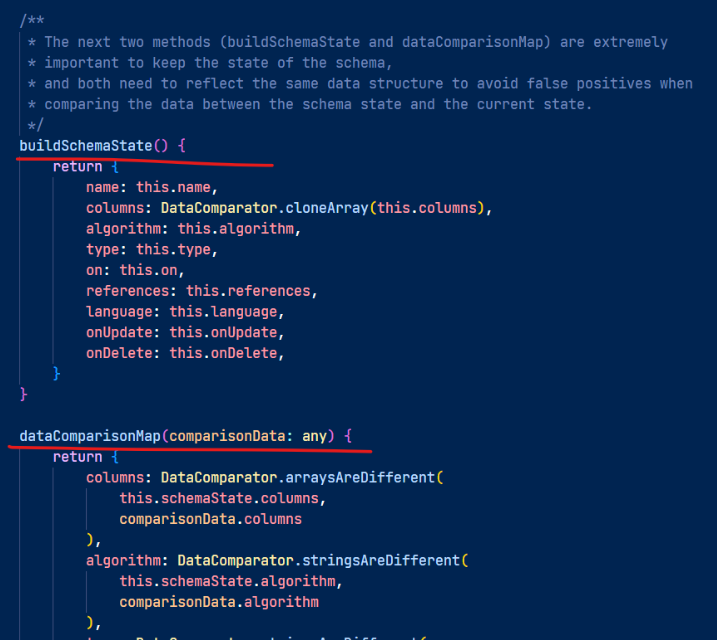 /**
* The next two methods (buildSchemaState and dataComparisonMap) are extremely
* important to keep the state of the schema,
* and both need to reflect the same data structure to avoid false positives when
* comparing the data between the schema state and the current state.
*/
buildSchemaState() {
return {
name: this.name,
columns: DataComparator.cloneArray(this.columns),
algorithm: this.algorithm,
type: this.type,
on: this.on,
references: this.references,
language: this.language,
onUpdate: this.onUpdate,
onDelete: this.onDelete,
}
}
dataComparisonMap(comparisonData: any) {
return {
columns: DataComparator.arraysAreDifferent(
this.schemaState.columns,
comparisonData.columns
),
algorithm: DataComparator.stringsAreDifferent(
this.schemaState.algorithm,
comparisonData.algorithm
),